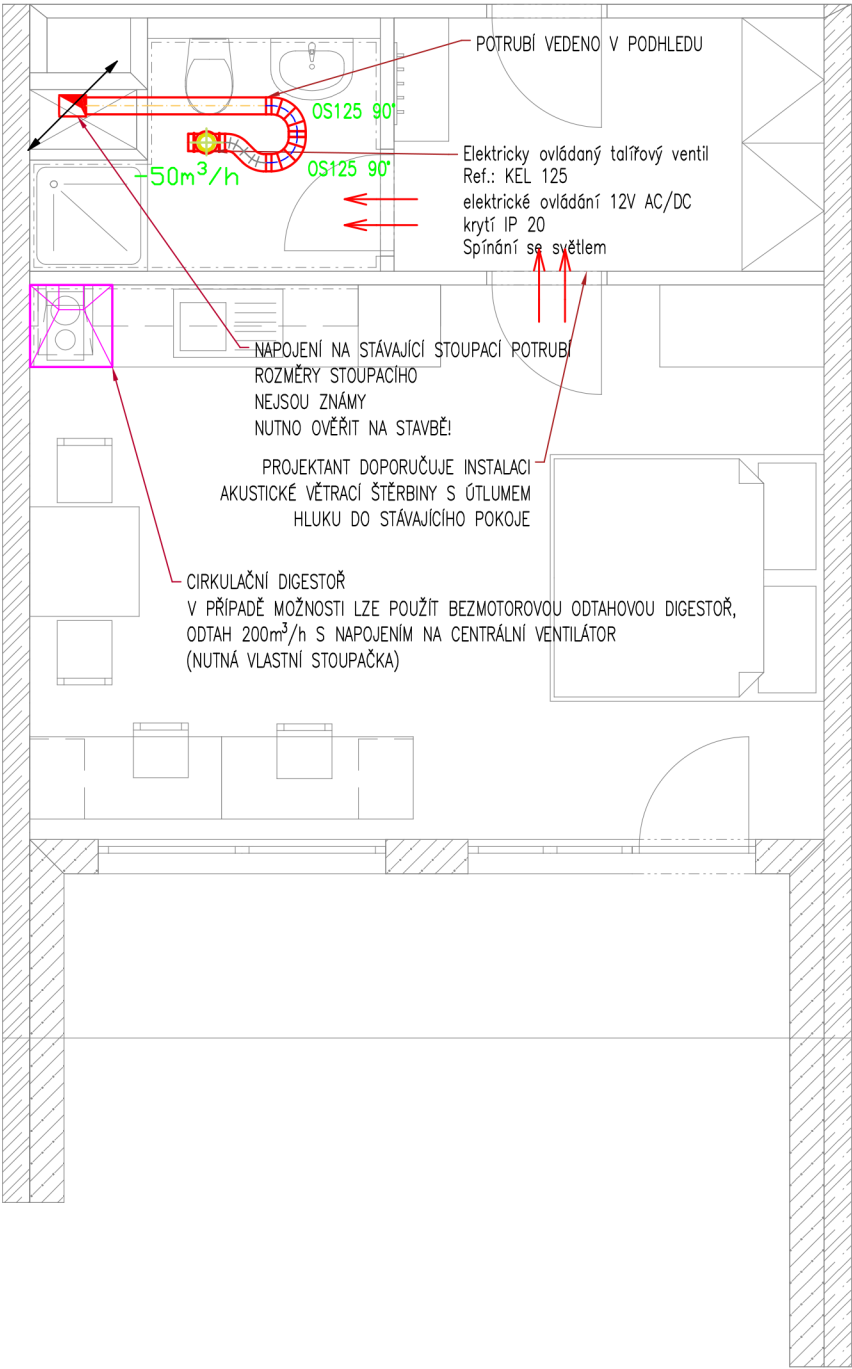 POTRUBÍ VEDENO V PODHLEDU
OS125 90°
OS125 90°
-50m³/h
Elektricky ovládaný talířový ventil
Ref.: KEL 125
elektrické ovládání 12V AC/DC
krytí IP 20
Spínání se světlem
NAPOJENÍ NA STÁVAJÍCÍ STOUPACÍ POTRUBÍ
ROZMĚRY STOUPACÍHO
NEJSOU ZNÁMY
NUTNO OVĚŘIT NA STAVBĚ!
PROJEKTANT DOPORUČUJE INSTALACI
AKUSTICKÉ VĚTRACÍ ŠTĚRBINY S ÚTLUMEM
HLUKU DO STÁVAJÍCÍHO POKOJE
CIRKULAČNÍ DIGESTOŘ
V PŘÍPADĚ MOŽNOSTI LZE POUŽÍT BEZMOTOROVOU ODTAHOVOU DIGESTOŘ,
ODTAH 200m³/h S NAPOJENÍM NA CENTRÁLNÍ VENTILÁTOR
(NUTNÁ VLASTNÍ STOUPAČKA)